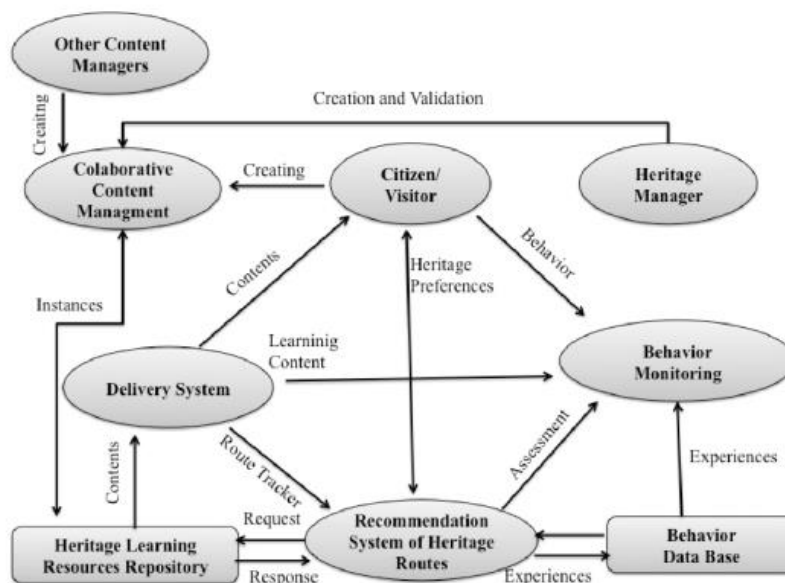 Other Content
Managers
Creaitng
Creation and Validation
Colaborative
Content
Managment
Creating
Citizen/
Visitor
Heritage
Manager
Behavior
Contents
Heritage
Preferences
Instances
Learninig
Content
Delivery System
Behavior
Monitoring
Contents
Route Tracker
Assessment
Experiences
Request
Heritage Learning
Resources Repository
Response
Recommendation
System of Heritage
Routes
Experiences
Behavior
Data Base